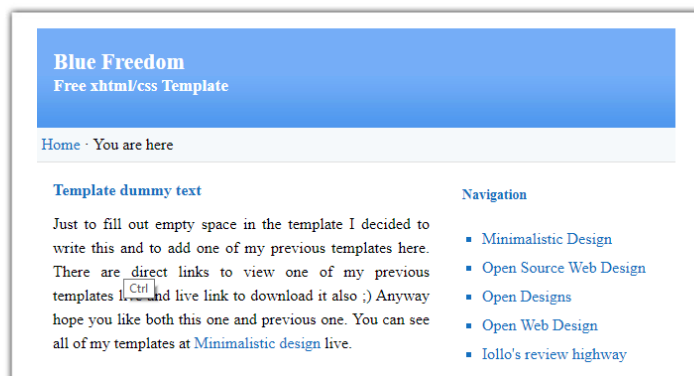 Blue Freedom
Free xhtml/css Template
Home · You are here
Template dummy text
Just to fill out empty space in the template I decided to
write this and to add one of my previous templates here.
There are direct links to view one of my previous
templates and live link to download it also ;) Anyway
hope you like both this one and previous one. You can see
all of my templates at Minimalistic design live.
Ctrl
Navigation
Minimalistic Design
Open Source Web Design
Open Designs
Open Web Design
Iollo's review highway